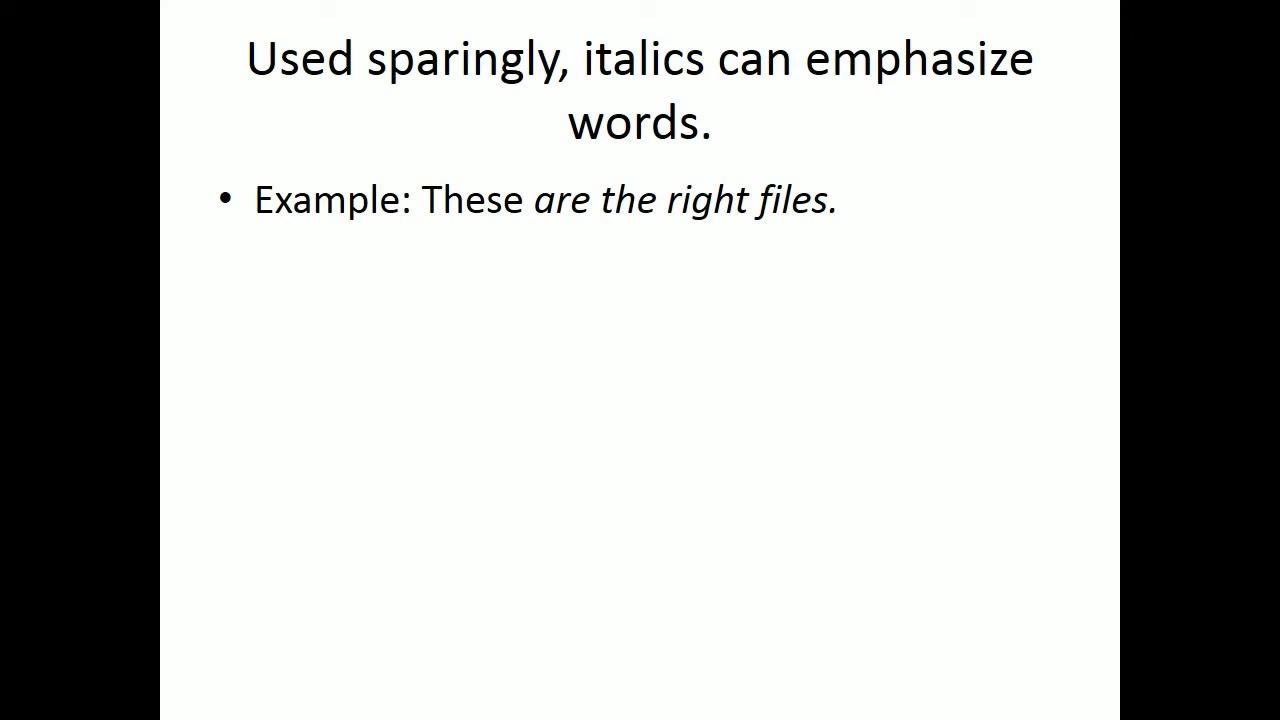 Used sparingly, italics can emphasize
words.
• Example: These are the right files.